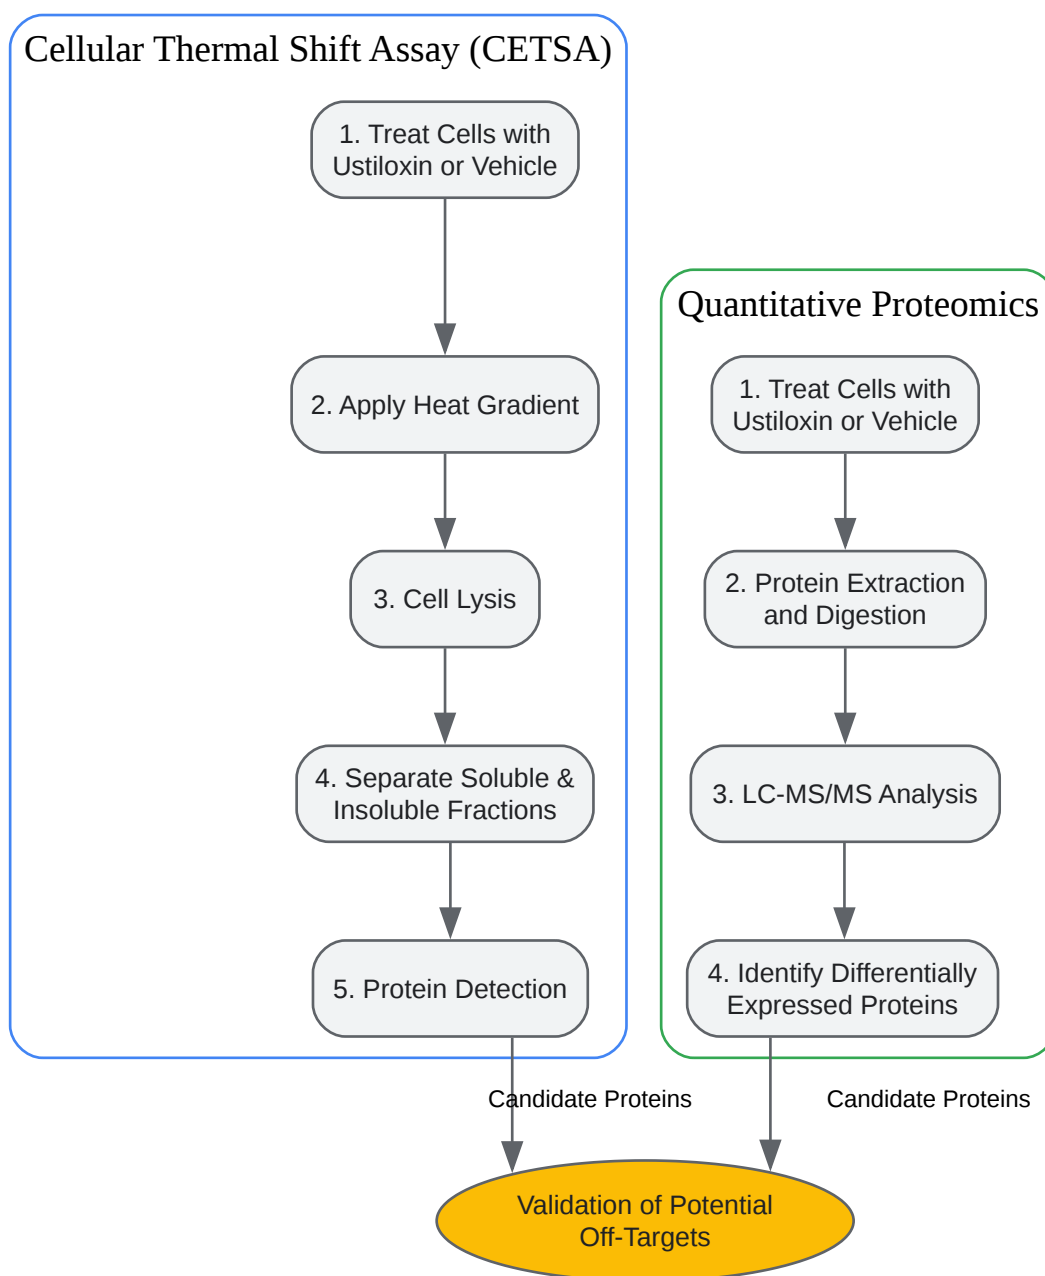 Cellular Thermal Shift Assay (CETSA)
1. Treat Cells with
Ustiloxin or Vehicle
2. Apply Heat Gradient
3. Cell Lysis
4. Separate Soluble &
Insoluble Fractions
5. Protein Detection
Quantitative Proteomics
1. Treat Cells with
Ustiloxin or Vehicle
2. Protein Extraction
and Digestion
3. LC-MS/MS Analysis
4. Identify Differentially
Expressed Proteins
Candidate Proteins
Candidate Proteins
Validation of Potential
Off-Targets